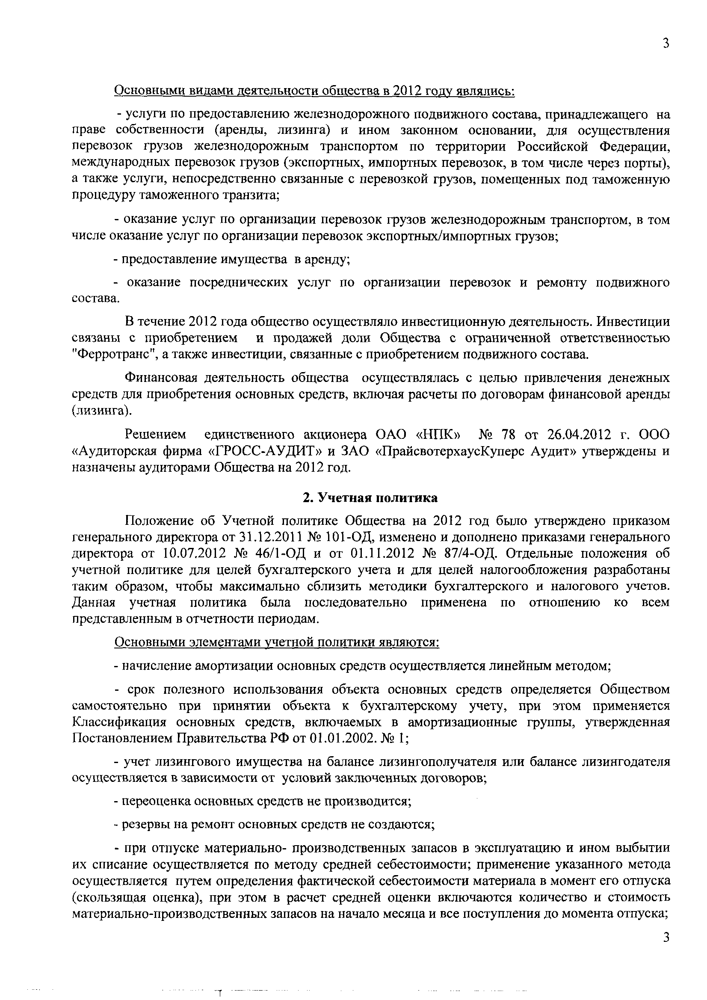 3
Основными видами деятельности общества в 2012 году являлись:
- услуги по предоставлению железнодорожного подвижного состава, принадлежащего на
праве собственности (аренды, лизинга) и ином законном основании, для осуществления
перевозок грузов железнодорожным транспортом по территории Российской Федерации,
международных перевозок грузов (экспортных, импортных перевозок, в том числе через порты),
а также услуги, непосредственно связанные с перевозкой грузов, помещенных под таможенную
процедуру таможенного транзита;
- оказание услуг по организации перевозок грузов железнодорожным транспортом, в том
числе оказание услуг по организации перевозок экспортных/импортных грузов;
- предоставление имущества в аренду;
- оказание посреднических услуг по организации перевозок и ремонту подвижного
состава.
В течение 2012 года общество осуществляло инвестиционную деятельность. Инвестиции
связаны с приобретением и продажей доли Общества с ограниченной ответственностью
"Ферротранс", а также инвестиции, связанные с приобретением подвижного состава.
Финансовая деятельность общества осуществлялась с целью привлечения денежных
средств для приобретения основных средств, включая расчеты по договорам финансовой аренды
(лизинга).
Решением единственного акционера ОАО «НПК» № 78 от 26.04.2012 г. ООО
«Аудиторская фирма «ГРОСС-АУДИТ» и ЗАО «ПрайсвотерхаусКуперс Аудит» утверждены и
назначены аудиторами Общества на 2012 год.
2. Учетная политика
Положение об Учетной политике Общества на 2012 год было утверждено приказом
генерального директора от 31.12.2011 № 101-ОД, изменено и дополнено приказами генерального
директора от 10.07.2012 № 46/1-ОД и от 01.11.2012 № 87/4-ОД. Отдельные положения об
учетной политике для целей бухгалтерского учета и для целей налогообложения разработаны
таким образом, чтобы максимально сблизить методики бухгалтерского и налогового учетов.
Данная учетная политика была последовательно применена по отношению ко всем
представленным в отчетности периодам.
Основными элементами учетной политики являются:
- начисление амортизации основных средств осуществляется линейным методом;
- срок полезного использования объекта основных средств определяется Обществом
самостоятельно при принятии объекта к бухгалтерскому учету, при этом применяется
Классификация основных средств, включаемых в амортизационные группы, утвержденная
Постановлением Правительства РФ от 01.01.2002. № 1;
- учет лизингового имущества на балансе лизингополучателя или балансе лизингодателя
осуществляется в зависимости от условий заключенных договоров;
- переоценка основных средств не производится;
- резервы на ремонт основных средств не создаются;
- при отпуске материально- производственных запасов в эксплуатацию и ином выбытии
их списание осуществляется по методу средней себестоимости; применение указанного метода
осуществляется путем определения фактической себестоимости материала в момент его отпуска
(скользящая оценка), при этом в расчет средней оценки включаются количество и стоимость
материально-производственных запасов на начало месяца и все поступления до момента отпуска;
3